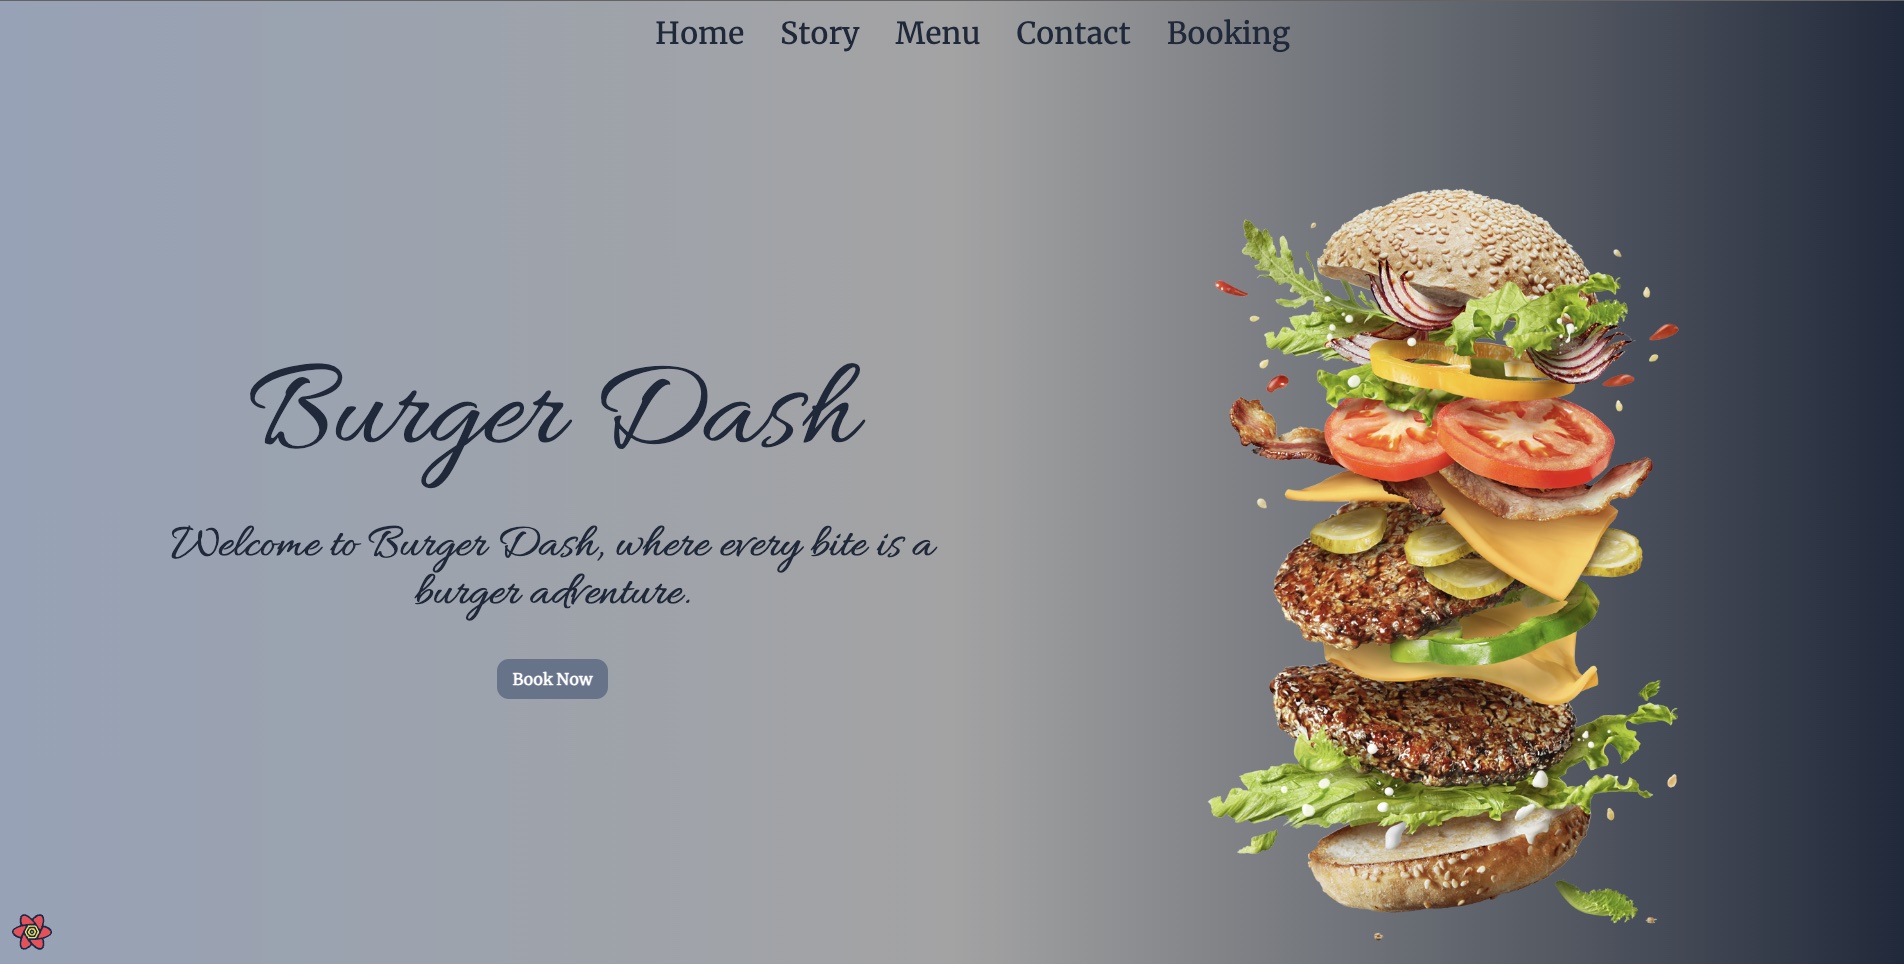 Home Story Menu Contact Booking
Burger Dash
Welcome to Burger Dash, where every bite is a
burger adventure.
Book Now